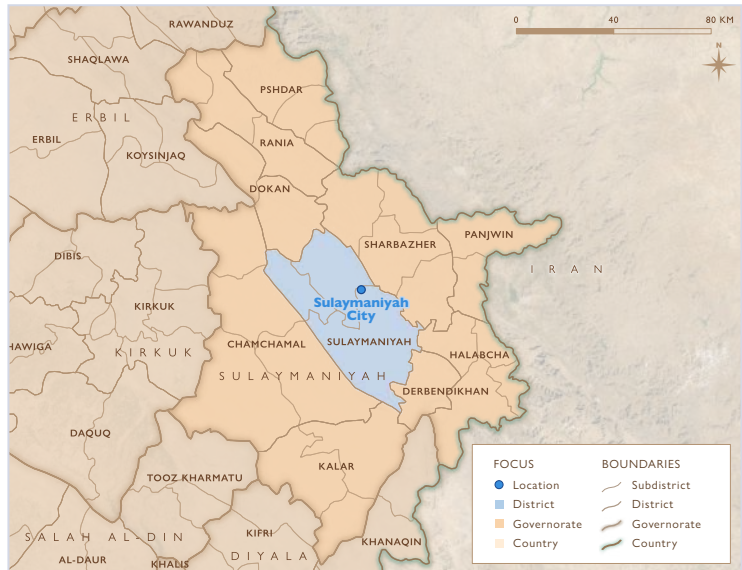 RAWANDUZ
0 40 80 KM
N
SHAQLAWA
PSHDAR
ERBIL
ERBIL
RANIA
KOYSINJAQ
DOKAN
PANJWIN
SHARBAZHER
DIBIS
IRAN
Sulaymaniyah
City
KIRKUK
CHAMCHAMAL
SULAYMANIYAH
HAWIGA
KIRKUK
HALABCHA
SULAYMANIYAH
DERBENDIKHAN
DAQUQ
KALAR
TOOZ KHARMATU
KIFRI
SALAH AL-DIN
KHANAQIN
DIYALA
AL-DAUR
KHALIS
FOCUS
Location
District
Governorate
Country
BOUNDARIES
Subdistrict
District
Governorate
Country